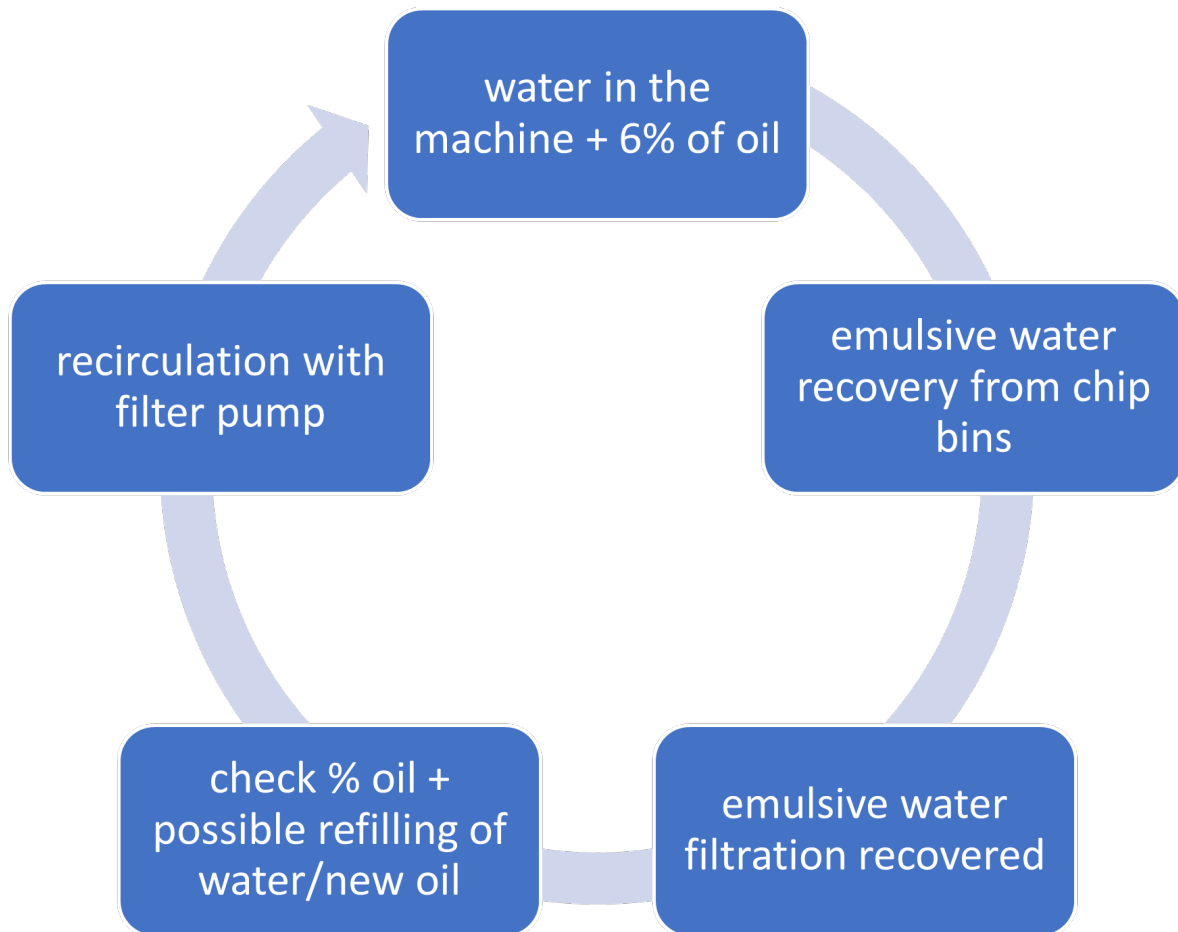 water in the
machine + 6% of oil
emulsive water
recovery from chip
bins
emulsive water
filtration recovered
check % oil +
possible refilling of
water/new oil
recirculation with
filter pump